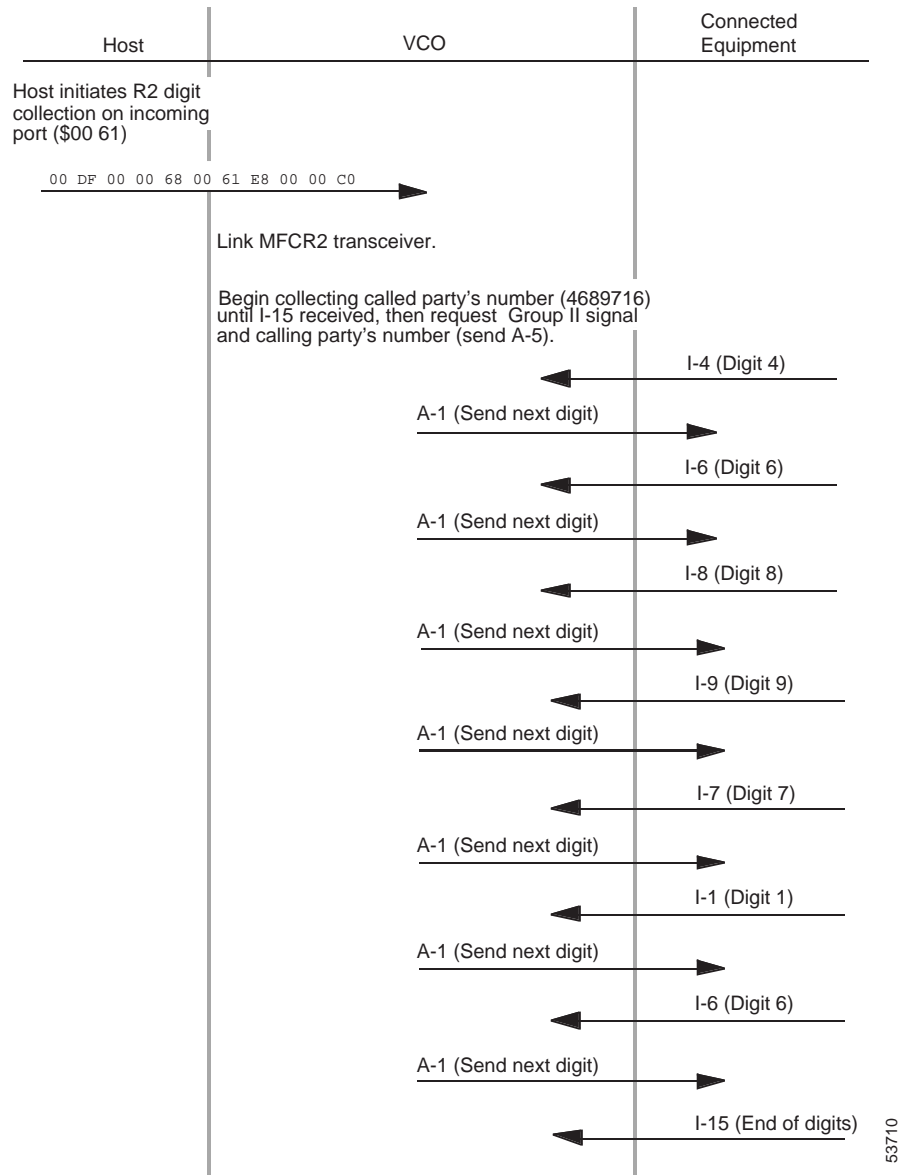 Host
VCO
Connected
Equipment
Host initiates R2 digit
collection on incoming
port ($00 61)
00 DF 00 00 68 00 61 E8 00 00 C0
Link MFCR2 transceiver.
Begin collecting called party's number (4689716)
until I-15 received, then request Group II signal
and calling party's number (send A-5).
I-4 (Digit 4)
A-1 (Send next digit)
I-6 (Digit 6)
A-1 (Send next digit)
I-8 (Digit 8)
A-1 (Send next digit)
I-9 (Digit 9)
A-1 (Send next digit)
I-7 (Digit 7)
A-1 (Send next digit)
I-1 (Digit 1)
A-1 (Send next digit)
I-6 (Digit 6)
A-1 (Send next digit)
I-15 (End of digits)
53710